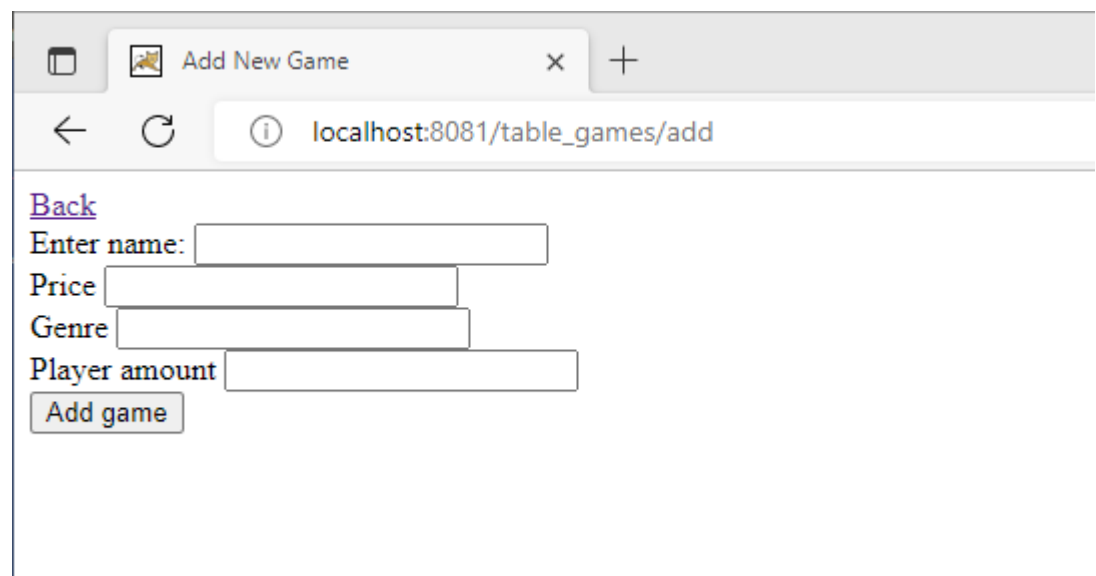 Add New Game
localhost:8081/table_games/add
Back
Enter name:
Price
Genre
Player amount
Add game